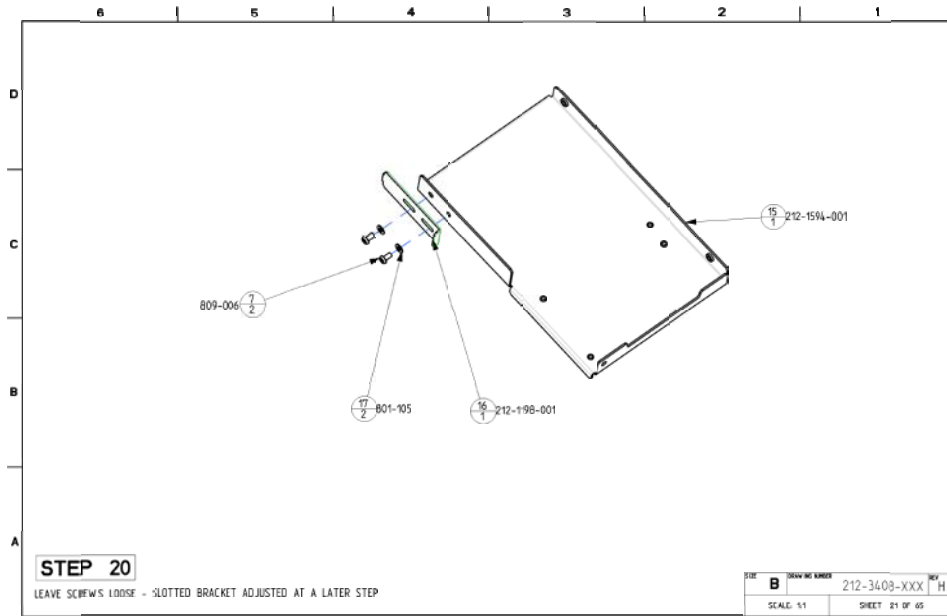 6 5 4 3 2 1
D
C
B
A
15
1
212-1594-001
809-006
7
2
17
2
801-105
16
1
212-1198-001
STEP 20
LEAVE SCREWS LOOSE - SLOTTED BRACKET ADJUSTED AT A LATER STEP
SIZE
B
DRAWING NUMBER
212-3408-XXX
REV
H
SCALE: 1:1
SHEET 21 OF 65